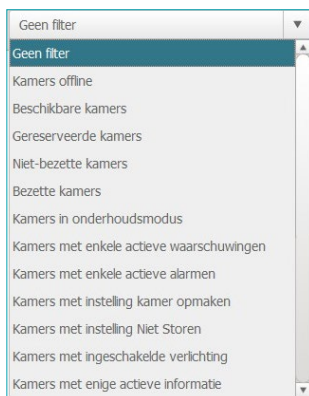 Geen filter
Geen filter
Kamers offline
Beschikbare kamers
Gereserveerde kamers
Niet-bezette kamers
Bezette kamers
Kamers in onderhoudsmodus
Kamers met enkele actieve waarschuwingen
Kamers met enkele actieve alarmen
Kamers met instelling kamer opmaken
Kamers met instelling Niet Storen
Kamers met ingeschakelde verlichting
Kamers met enige actieve informatie